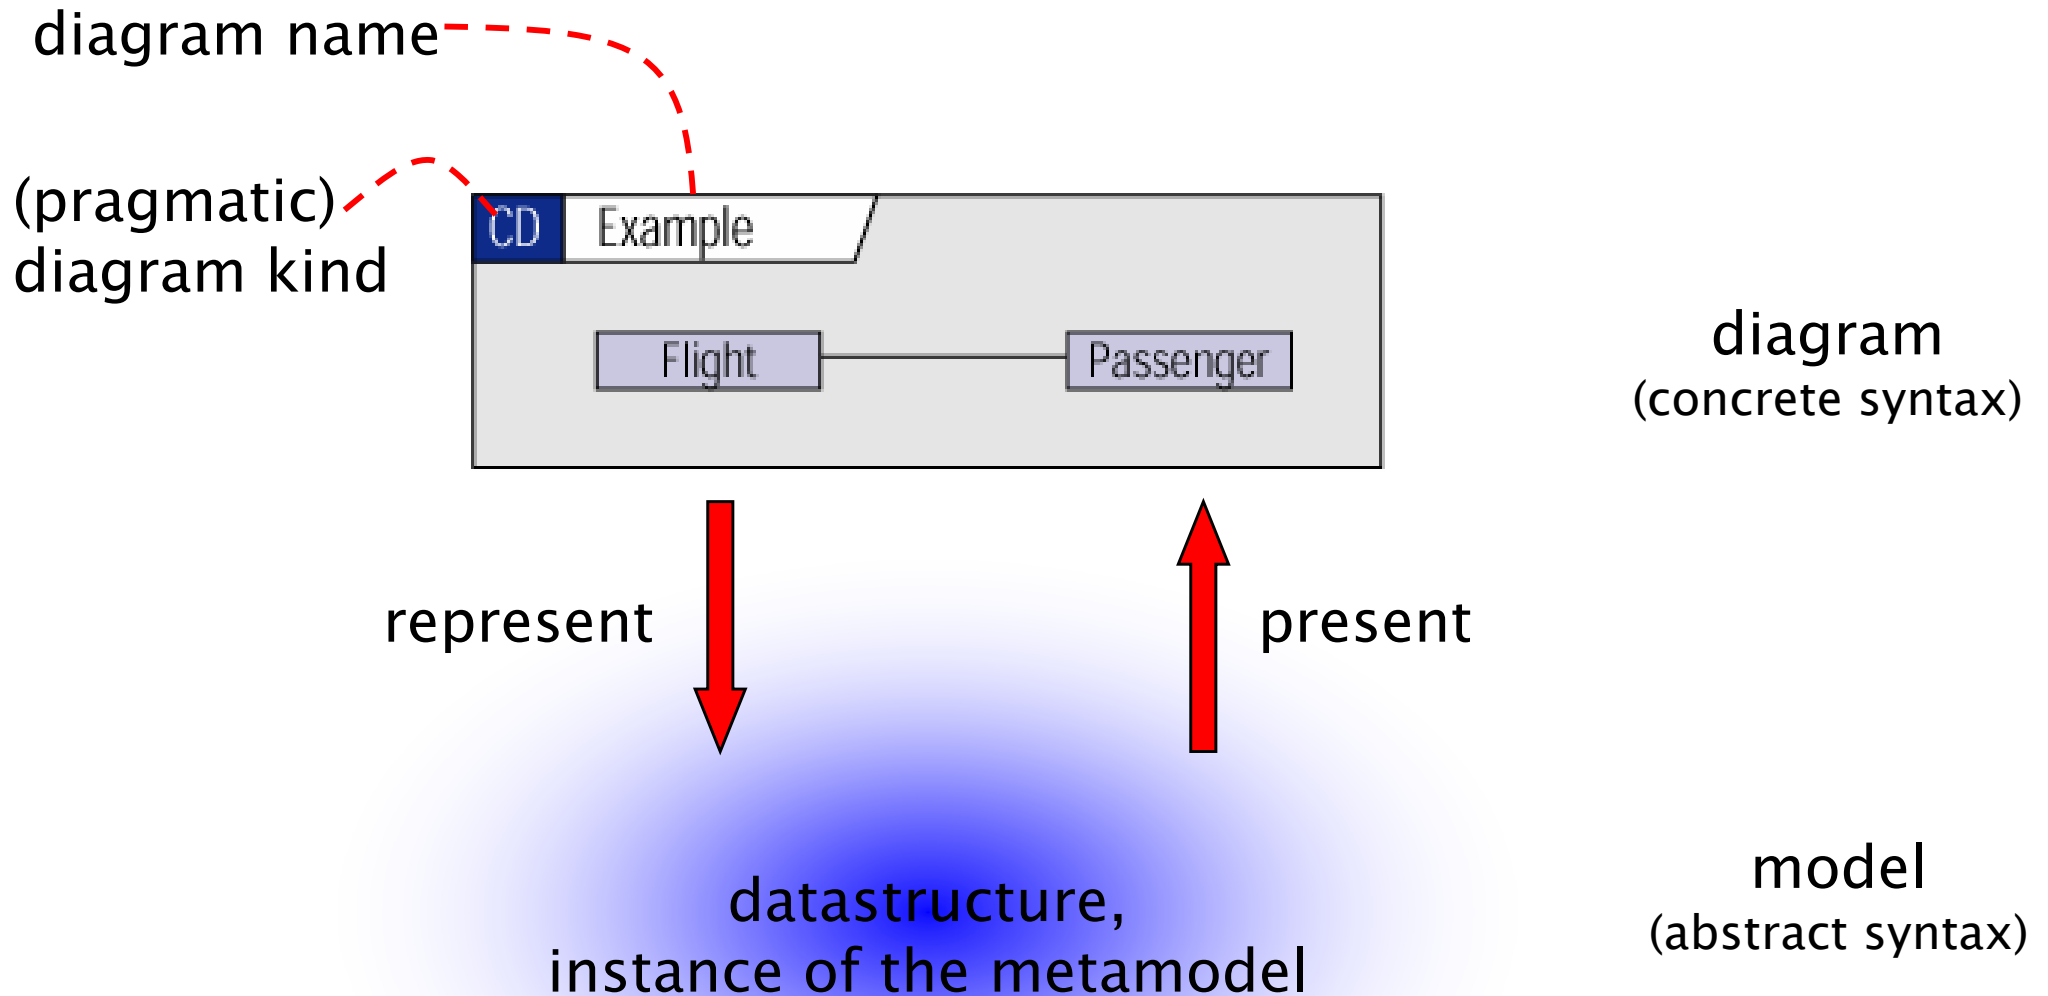 diagram name
(pragmatic)
diagram kind
CD Example
Flight Passenger
diagram
(concrete syntax)
represent present
model
(abstract syntax)
datastructure,
instance of the metamodel